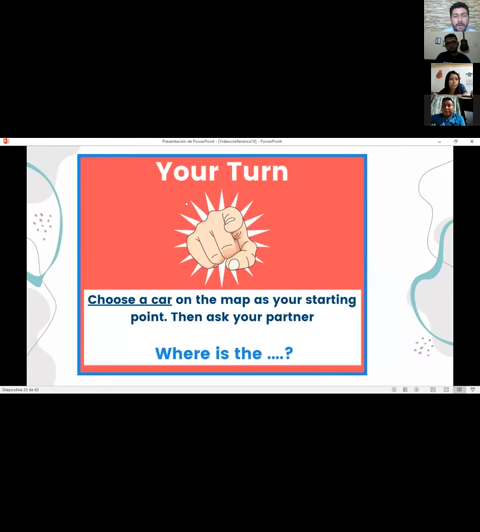 Presentación de PowerPoint - [Videoconferencia19] - PowerPoint
Your Turn
Choose a car on the map as your starting
point. Then ask your partner
Where is the ....?
Diapositiva 23 de 62